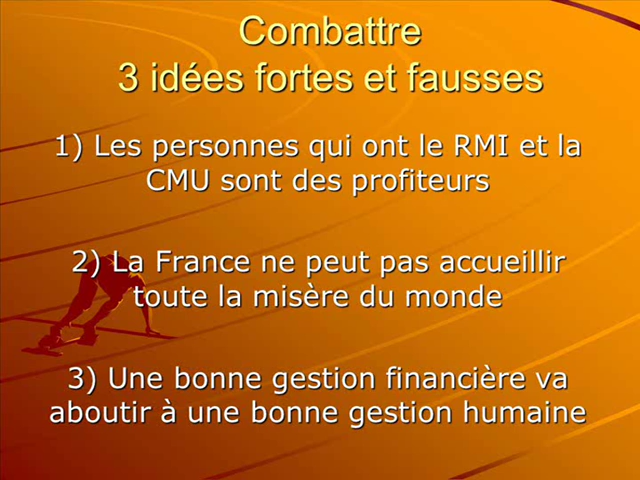 Combattre
3 idées fortes et fausses
1) Les personnes qui ont le RMI et la
CMU sont des profiteurs
2) La France ne peut pas accueillir
toute la misère du monde
3) Une bonne gestion financière va
aboutir à une bonne gestion humaine